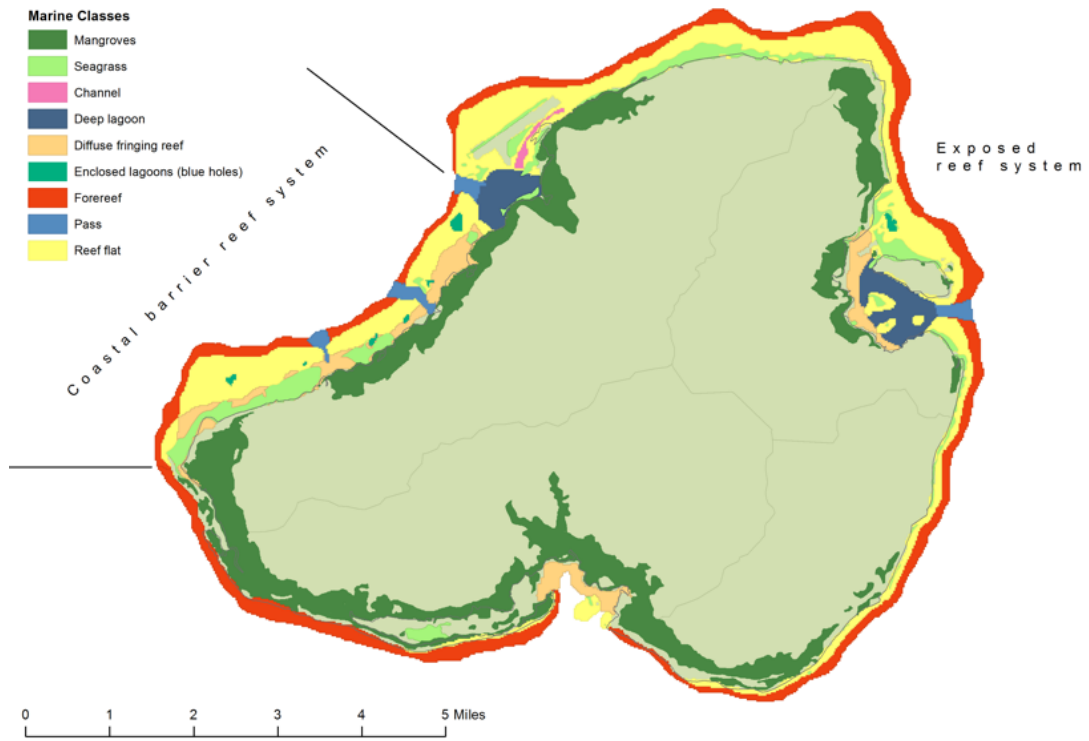 Marine Classes
Mangroves
Seagrass
Channel
Deep lagoon
Diffuse fringing reef
Enclosed lagoons (blue holes)
Forereef
Pass
Reef flat
Coastal barrier reef system
Exposed
reef system
0 1 2 3 4 5 Miles